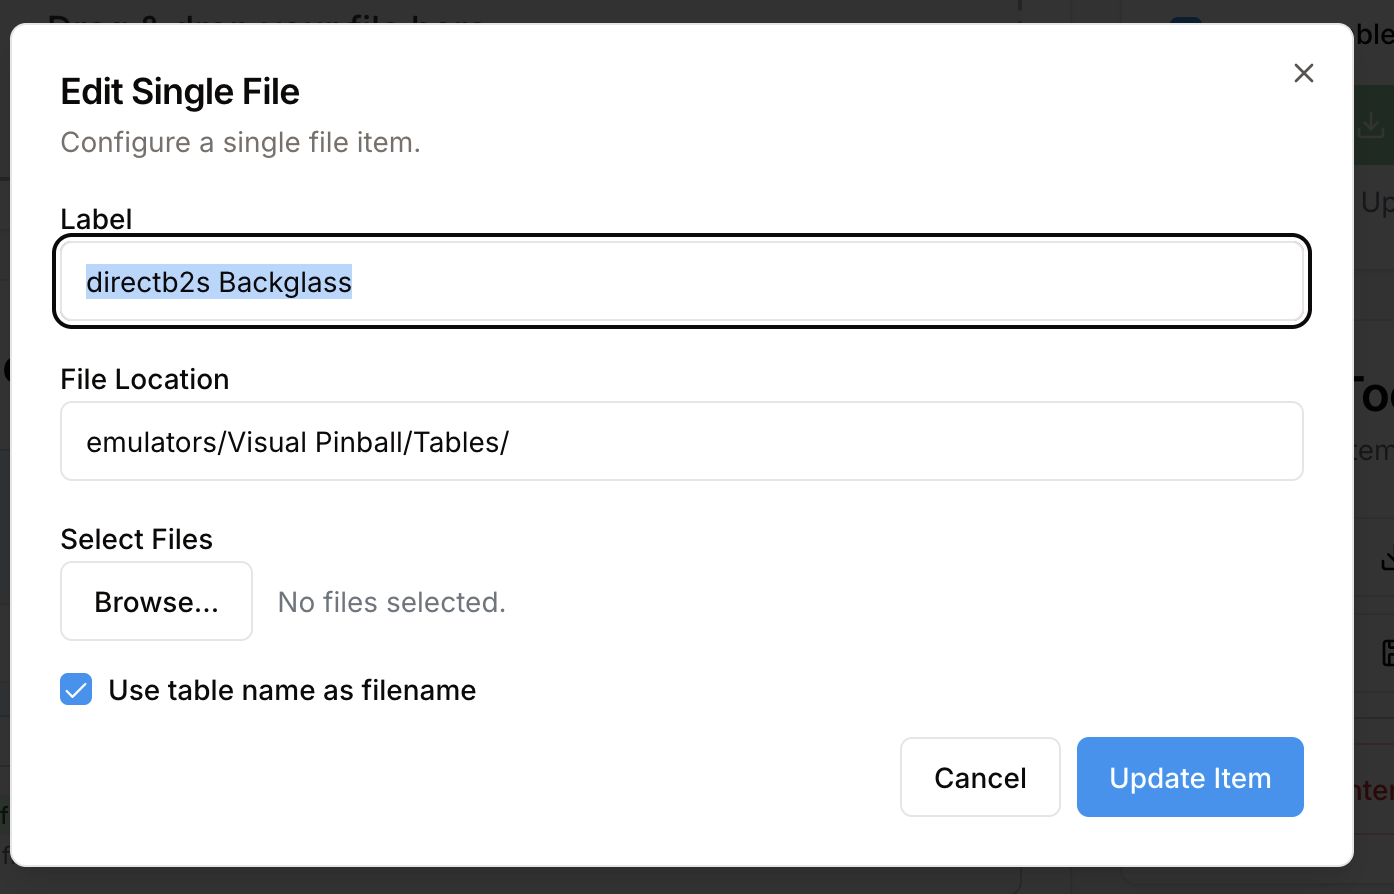 Edit Single File
Configure a single file item.
Label
directb2s Backglass
File Location
emulators/Visual Pinball/Tables/
Select Files
Browse...
No files selected.
Use table name as filename
Cancel
Update Item